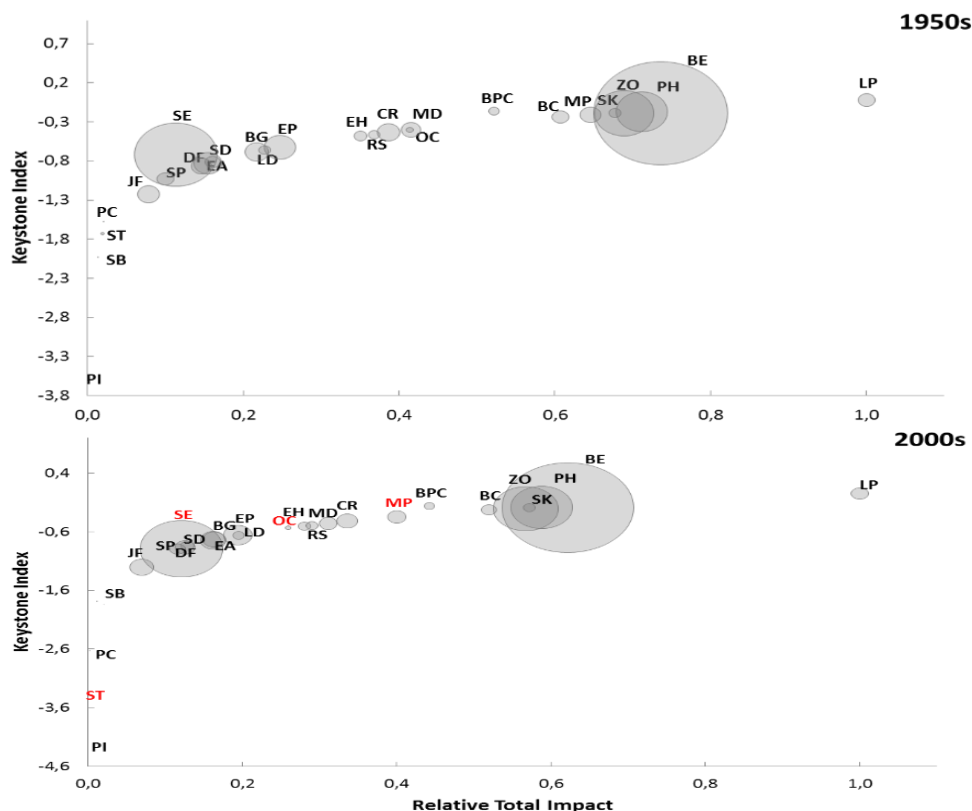 1950s
Keystone Index
0,7
0,2
-0,3
-0,8
-1,3
-1,8
-2,3
-2,8
-3,3
-3,8
BE
ZO
PH
LP
SK
MP
BC
BPC
CR
MD
EH
RS
OC
SE
EP
BG
SD
DF
LD
EA
SP
JF
PC
ST
SB
PI
0,0
0,2
0,4
0,6
0,8
1,0
2000s
Keystone Index
0,4
-0,6
-1,6
-2,6
-3,6
-4,6
BE
ZO
PH
LP
SK
BC
BPC
MP
CR
EH
MD
OC
RS
SE
EP
BG
LD
SD
SP
EA
DF
JF
SB
PC
ST
PI
0,0
0,2
0,4
0,6
0,8
1,0
Relative Total Impact